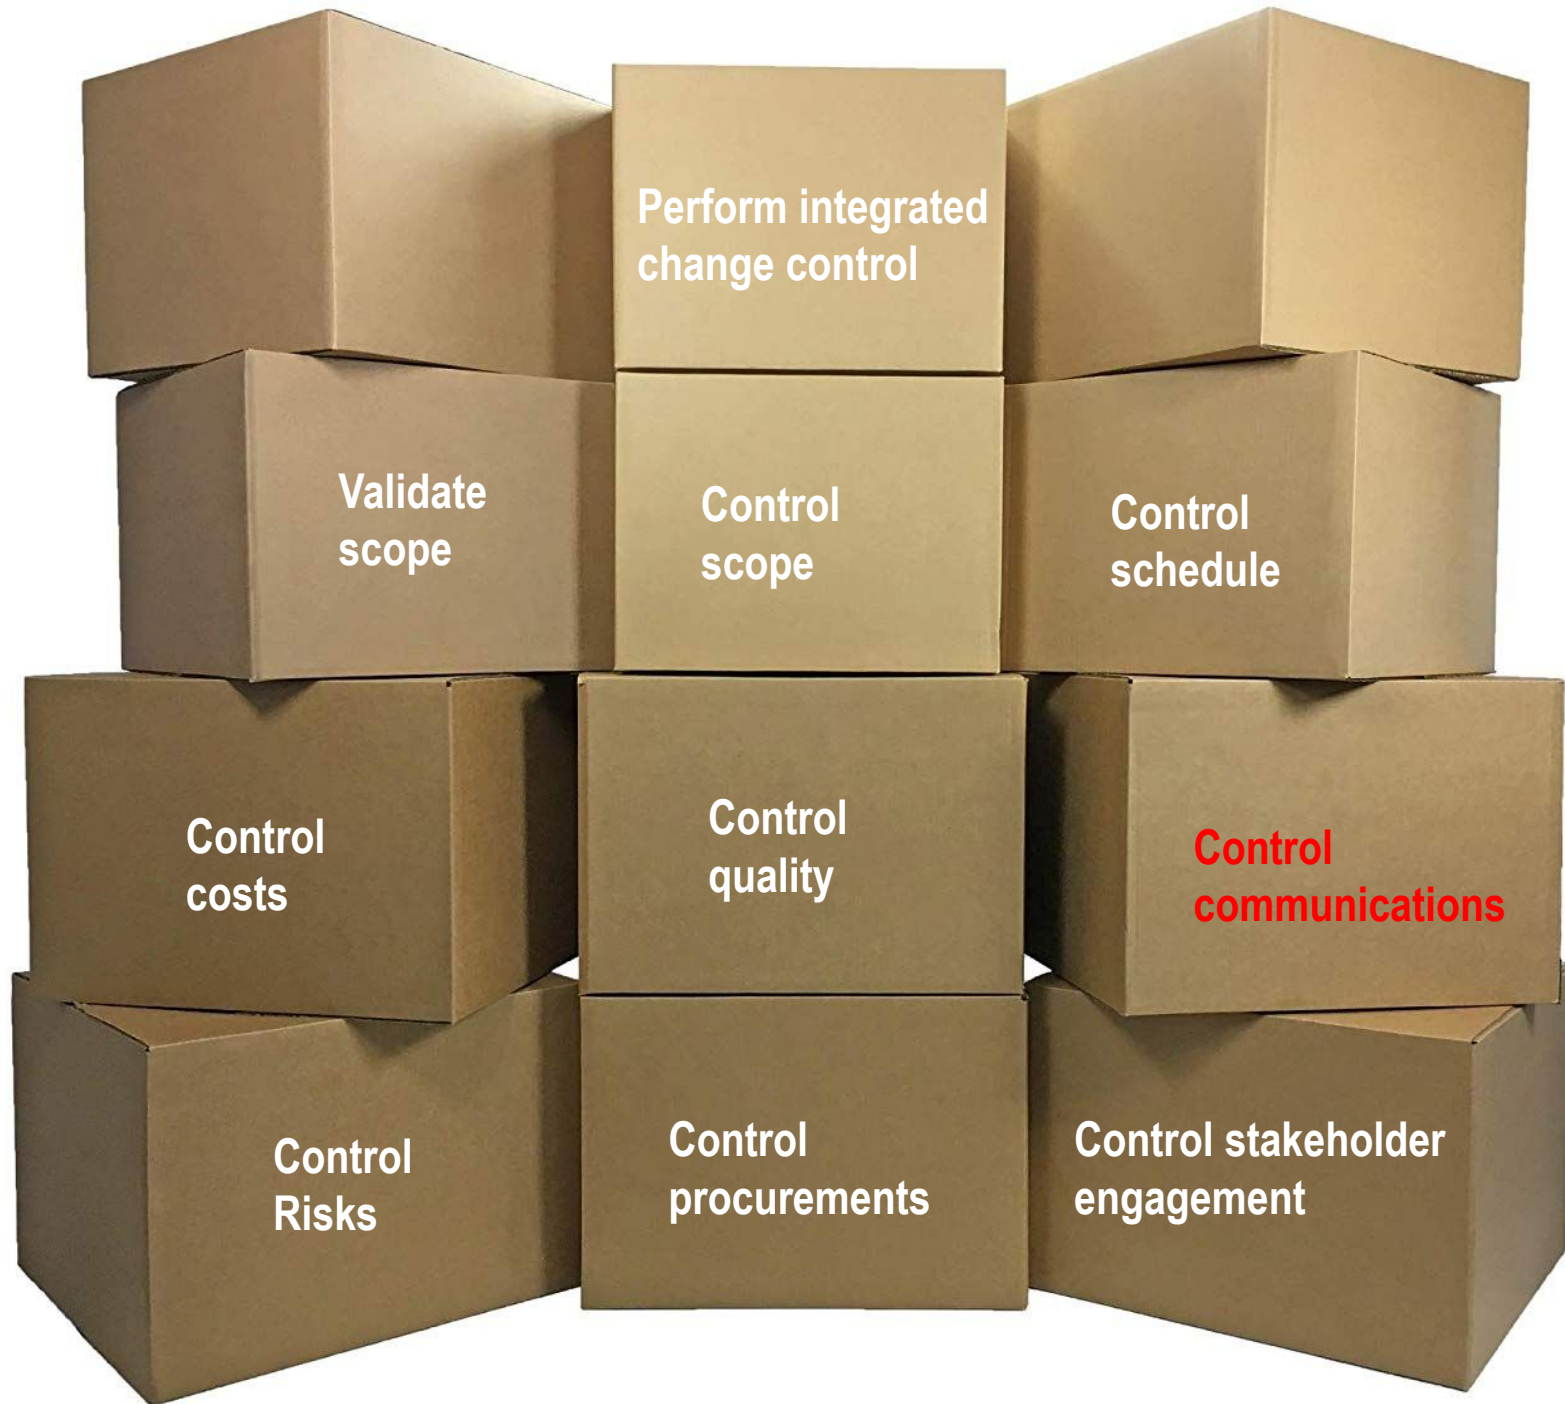 Perform integrated
change control
Validate
scope
Control
scope
Control
schedule
Control
costs
Control
quality
Control
communications
Control
Risks
Control
procurements
Control stakeholder
engagement